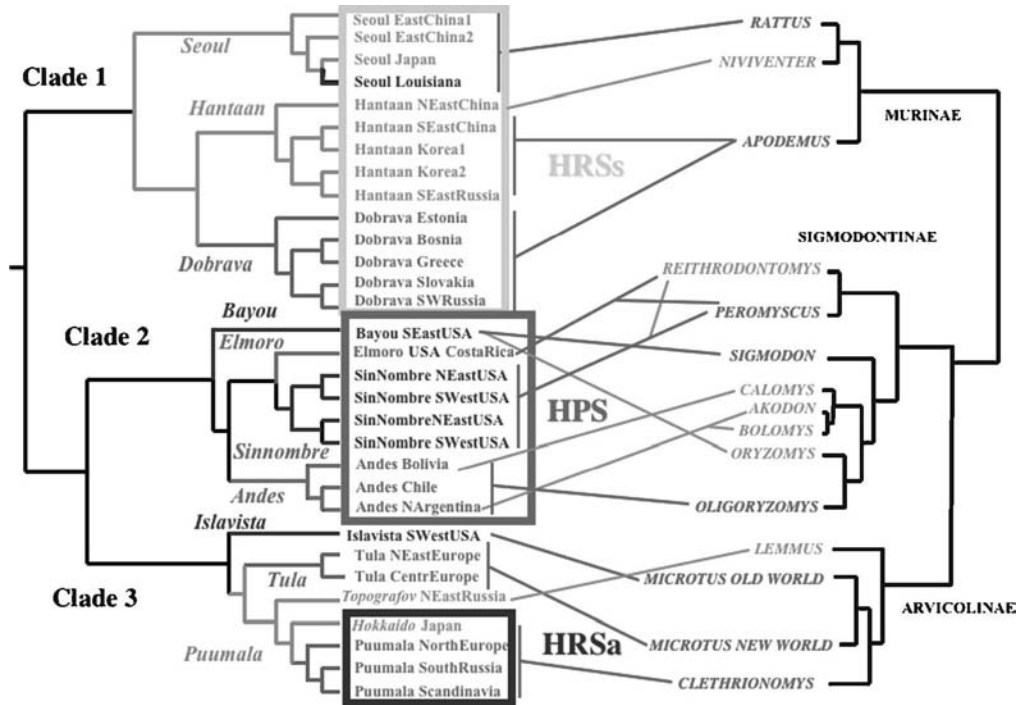 Seoul EastChina1
RATTUS
Seoul
Seoul EastChina2
Clade 1
Seoul Japan
NIVIVENTER
Seoul Louisiana
Hantaan
Hantaan NEastChina
MURINAE
Hantaan SEastChina
APODEMUS
Hantaan Korea1
HRSs
Hantaan Korea2
Hantaan SEastRussia
Dobrava Estonia
Dobrava Bosnia
SIGMODONTINAE
Dobrava
Dobrava Greece
REITHRODONTOMYS
Dobrava Slovakia
Dobrava SWRussia
Bayou
PEROMYSCUS
Clade 2
Bayou SEastUSA
Elmoro
Elmoro USA CostaRica
SIGMODON
SinNombre NEastUSA
SinNombre SWestUSA
CALOMYS
HPS
AKODON
SinNombreNEastUSA
BOLOMYS
SinNombre SWestUSA
Sinnombre
ORYZOMYS
Andes Bolivia
Andes
Andes Chile
Andes NArgentina
OLIGORYZOMYS
Islavista
Islavista SWestUSA
LEMMUS
Tula NEastEurope
Tula
Tula CentrEurope
MICROTUS OLD WORLD
Clade 3
Topografov NEastRussia
ARVICOLINAE
Hokkaido Japan
HRSa
Puumala NorthEurope
MICROTUS NEW WORLD
Puumala
Puumala SouthRussia
CLETHRIONOMYS
Puumala Scandinavia